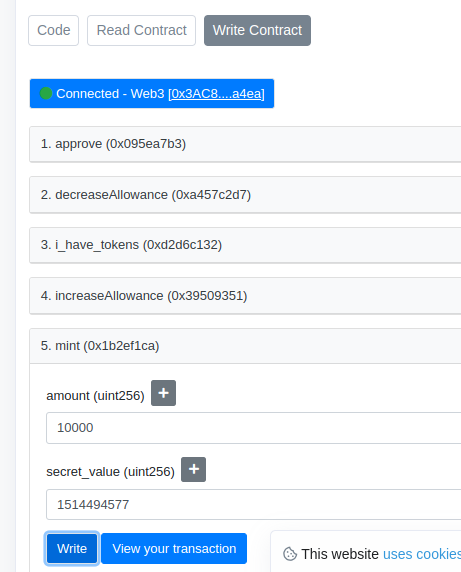 Code Read Contract Write Contract
Connected - Web3 [0x3AC8....a4ea]
1. approve (0x095ea7b3)
2. decreaseAllowance (0xa457c2d7)
3. i_have_tokens (0xd2d6c132)
4. increaseAllowance (0x39509351)
5. mint (0x1b2ef1ca)
amount (uint256) +
10000
secret_value (uint256) +
1514494577
Write View your transaction
This website uses cookies